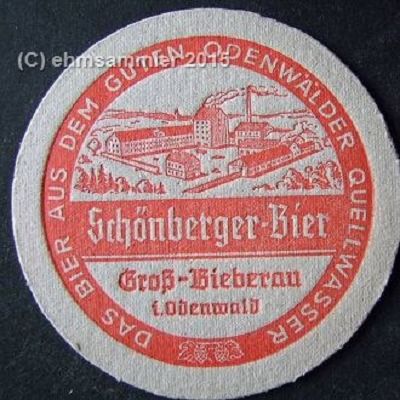 (C) ehmsammler 2015
DAS BIER AUS DEM GUTEN ODENWÄLDER QUELLWASSER
Schönberger-Bier
Groß-Bieberau
i.Odenwald